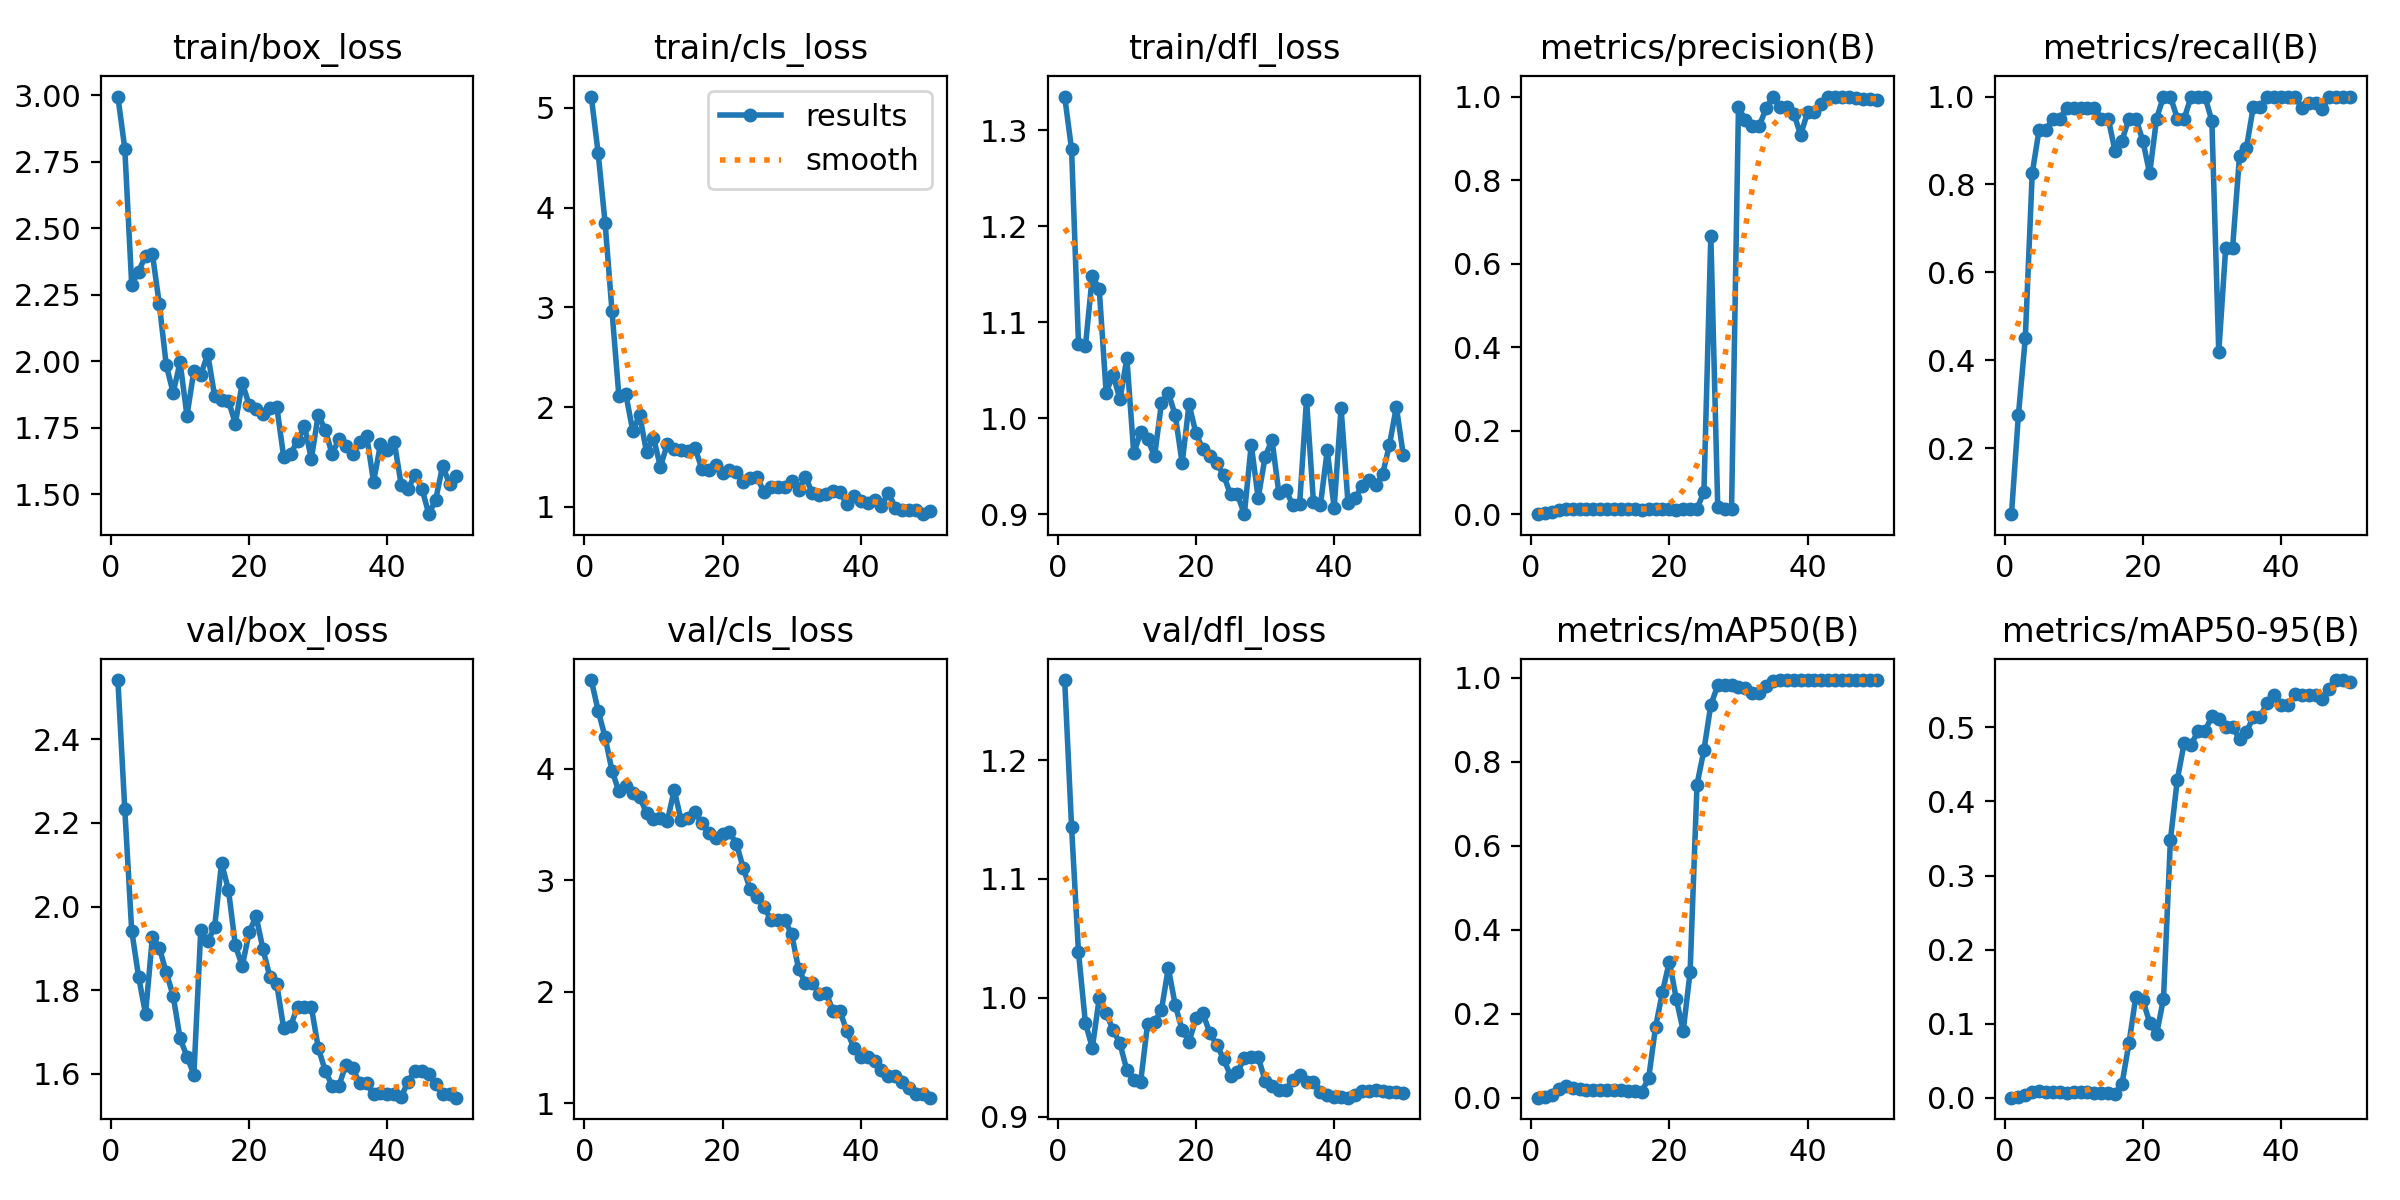 train/box_loss
train/cls_loss
train/dfl_loss
metrics/precision(B)
metrics/recall(B)
3.00
2.75
2.50
2.25
2.00
1.75
1.50
0 20 40
results
smooth
5
4
3
2
1
0 20 40
1.3
1.2
1.1
1.0
0.9
0 20 40
1.0
0.8
0.6
0.4
0.2
0.0
0 20 40
1.0
0.8
0.6
0.4
0.2
0 20 40
val/box_loss
val/cls_loss
val/dfl_loss
metrics/mAP50(B)
metrics/mAP50-95(B)
2.4
2.2
2.0
1.8
1.6
0 20 40
4
3
2
1
0 20 40
1.2
1.1
1.0
0.9
0 20 40
1.0
0.8
0.6
0.4
0.2
0.0
0 20 40
0.5
0.4
0.3
0.2
0.1
0.0
0 20 40